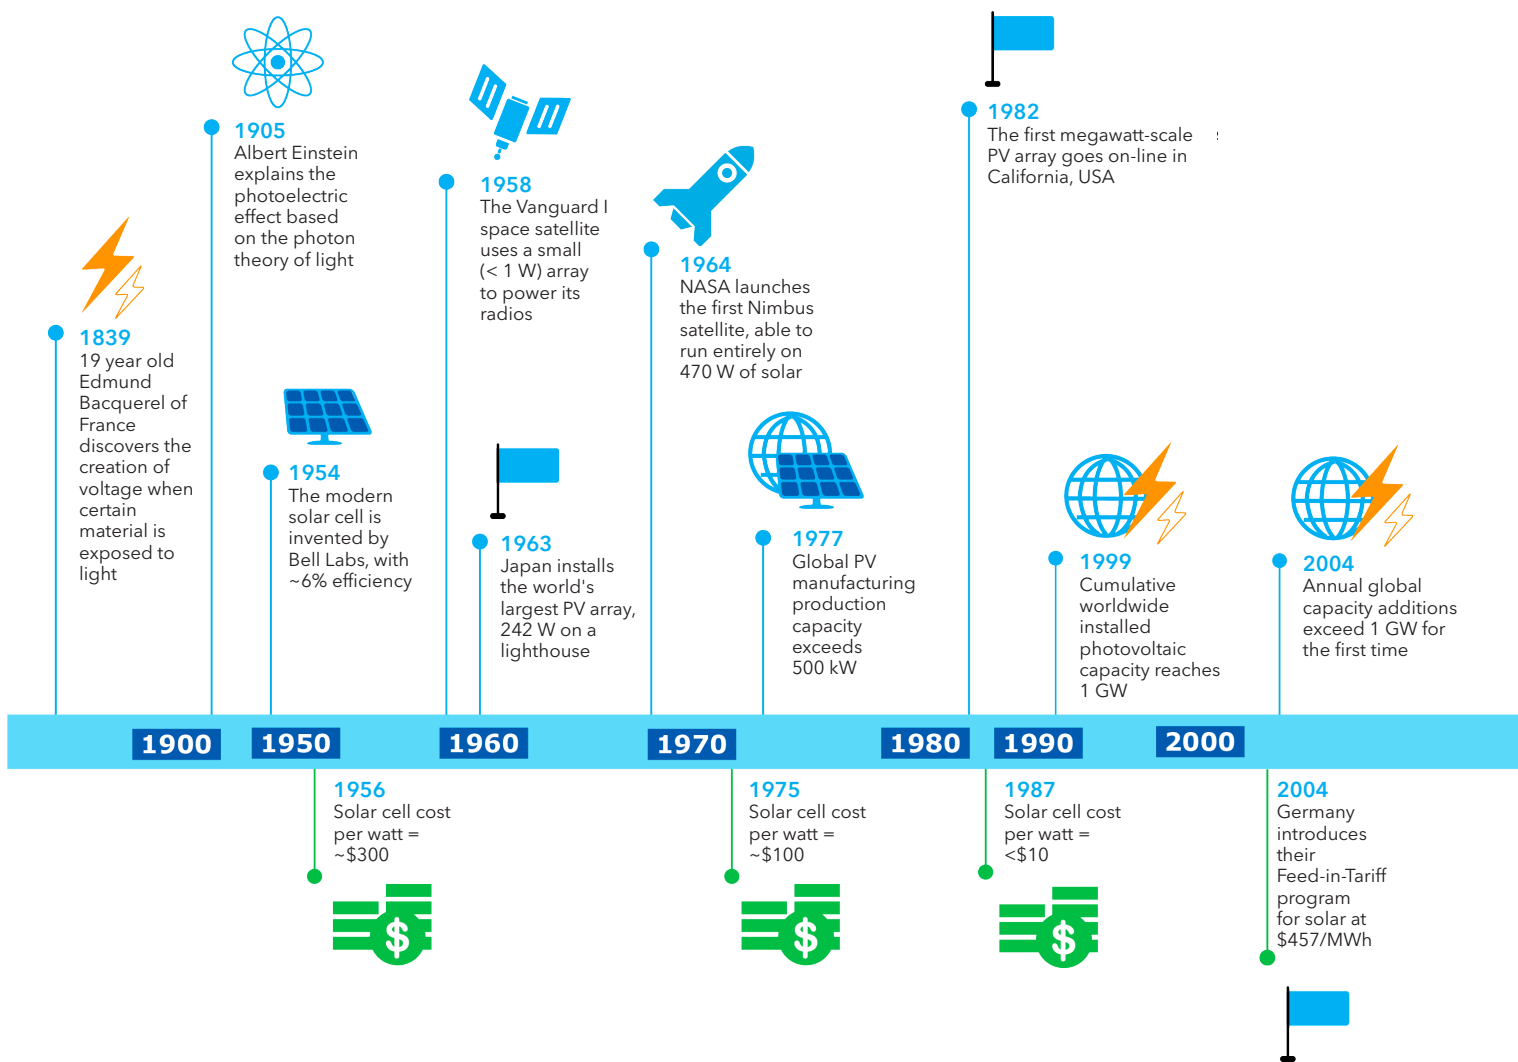 1905
Albert Einstein
explains the
photoelectric
effect based
on the photon
theory of light
1958
The Vanguard I
space satellite
uses a small
(< 1 W) array
to power its
radios
1982
The first megawatt-scale
PV array goes on-line in
California, USA
1964
NASA launches
the first Nimbus
satellite, able to
run entirely on
470 W of solar
1839
19 year old
Edmund
Bacquerel of
France
discovers the
creation of
voltage when
certain
material is
exposed to
light
1954
The modern
solar cell is
invented by
Bell Labs, with
~6% efficiency
1963
Japan installs
the world's
largest PV array,
242 W on a
lighthouse
1977
Global PV
manufacturing
production
capacity
exceeds
500 kW
1999
Cumulative
worldwide
installed
photovoltaic
capacity reaches
1 GW
2004
Annual global
capacity additions
exceed 1 GW for
the first time
1900 1950 1960 1970 1980 1990 2000
1956
Solar cell cost
per watt =
~$300
$
1975
Solar cell cost
per watt =
~$100
$
1987
Solar cell cost
per watt =
<$10
$
2004
Germany
introduces
their
Feed-in-Tariff
program
for solar at
$457/MWh